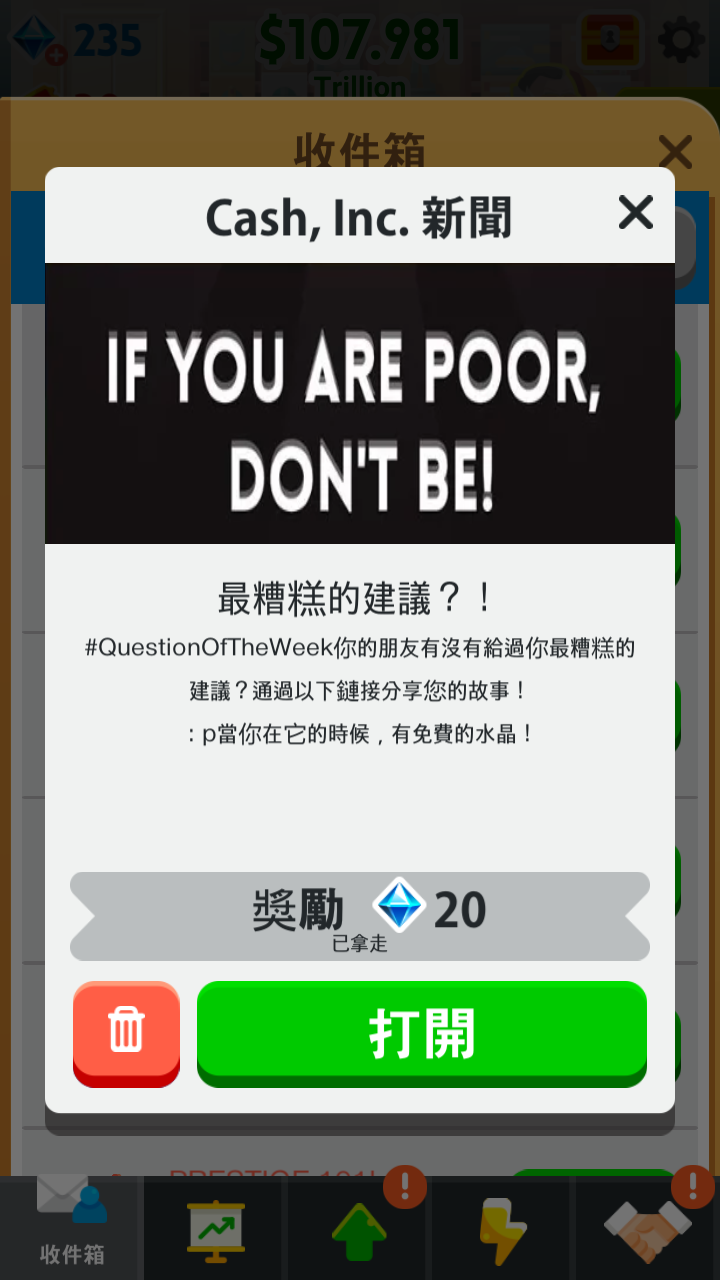 235
$107.981
Trillion
收件箱
Cash, Inc. 新聞
IF YOU ARE POOR,
DON'T BE!
最糟糕的建議？！
#QuestionOfTheWeek你的朋友有沒有給過你最糟糕的
建議？通過以下鏈接分享您的故事！
：p當你在它的時候，有免費的水晶！
獎勵 20
已拿走
打開
PRESTIGE 101!
收件箱